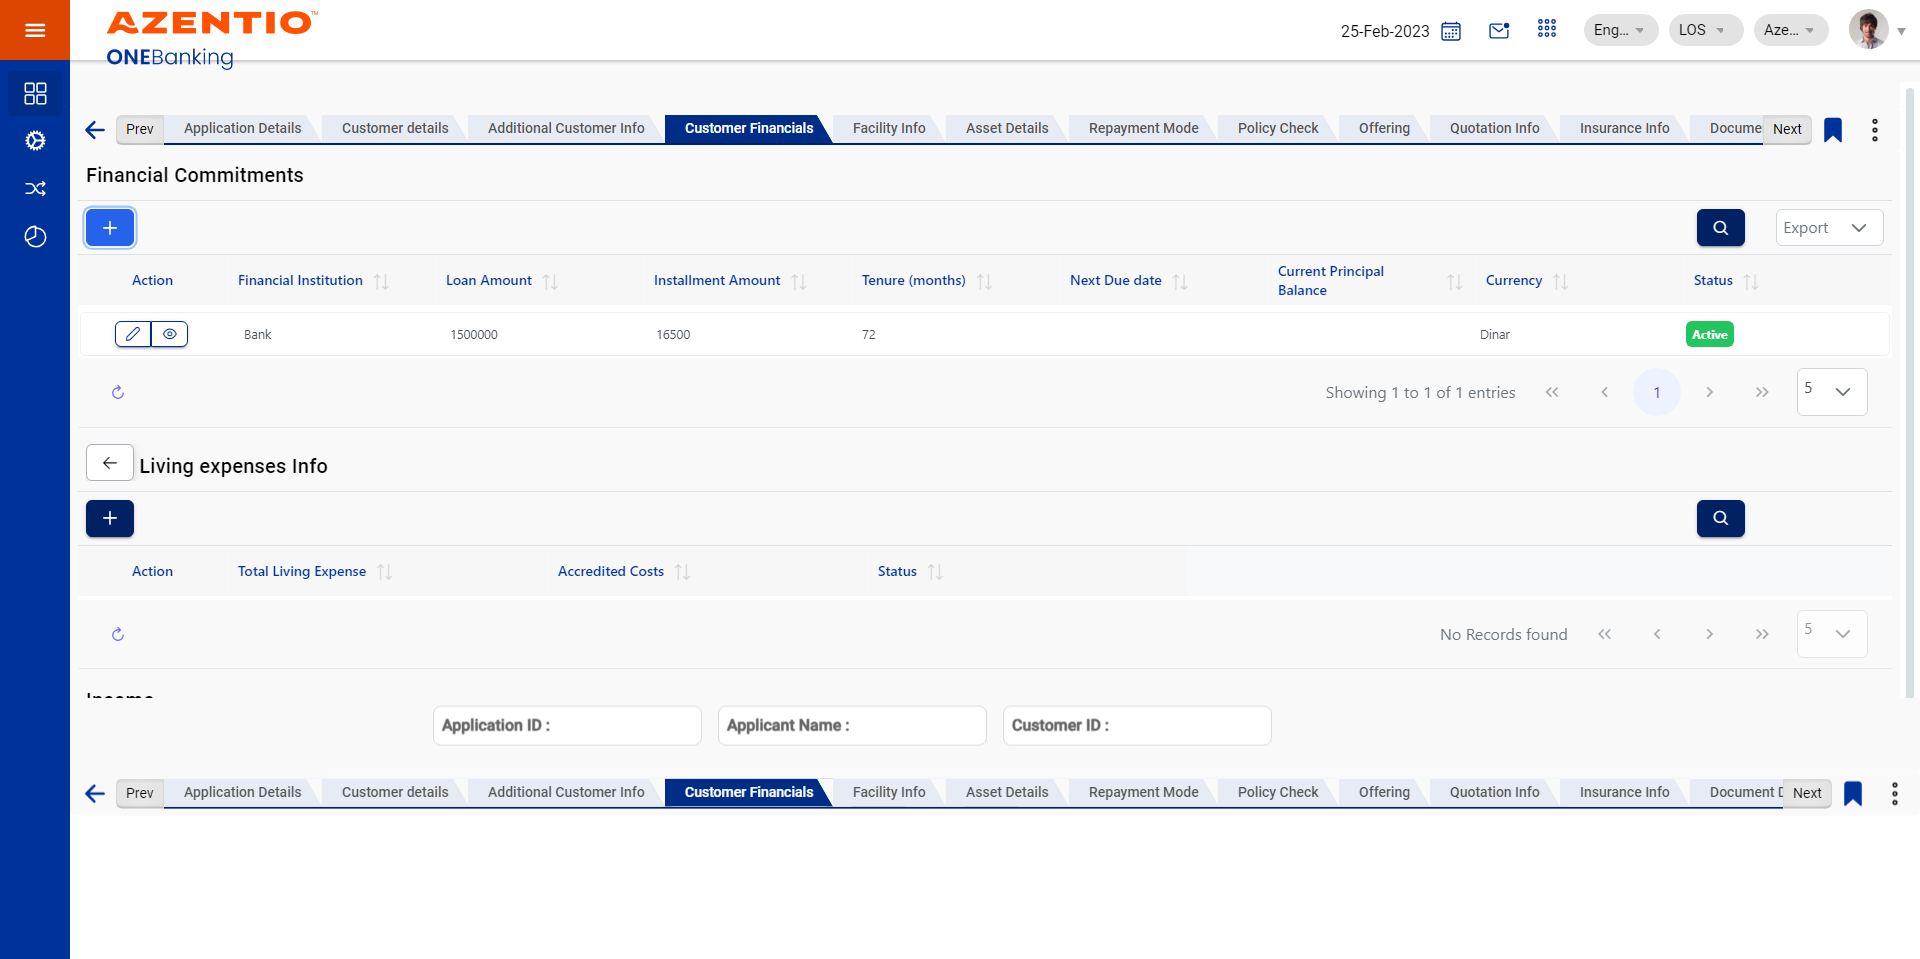 AZENTIO™
ONEBanking
25-Feb-2023
Eng...
LOS
Aze...
Prev
Application Details
Customer details
Additional Customer Info
Customer Financials
Facility Info
Asset Details
Repayment Mode
Policy Check
Offering
Quotation Info
Insurance Info
Docume
Next
Financial Commitments
Export
Action
Financial Institution
Loan Amount
Installment Amount
Tenure (months)
Next Due date
Current Principal
Balance
Currency
Status
Bank
1500000
16500
72
Dinar
Active
Showing 1 to 1 of 1 entries
1
5
Living expenses Info
Action
Total Living Expense
Accredited Costs
Status
No Records found
5
Income
Application ID :
Applicant Name :
Customer ID :
Prev
Application Details
Customer details
Additional Customer Info
Customer Financials
Facility Info
Asset Details
Repayment Mode
Policy Check
Offering
Quotation Info
Insurance Info
Document D
Next